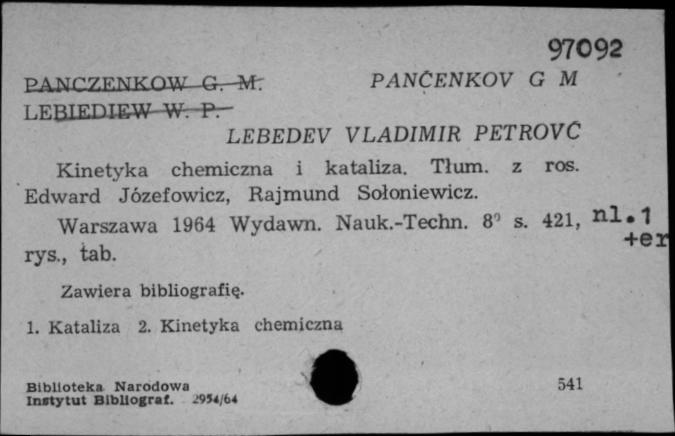 97092
PANCZENKOW G. M. PANČENKOV G M
LEBIEDIEW W. P.
LEBEDEV VLADIMIR PETROVČ
Kinetyka chemiczna i kataliza. Tłum. z ros.
Edward Józefowicz, Rajmund Sołoniewicz.
Warszawa 1964 Wydawn. Nauk.-Techn. 8⁰ s. 421, nl.1
+er
rys., tab.
Zawiera bibliografię.
1. Kataliza 2. Kinetyka chemiczna
Biblioteka Narodowa 541
Instytut Bibliograf. 2954/64